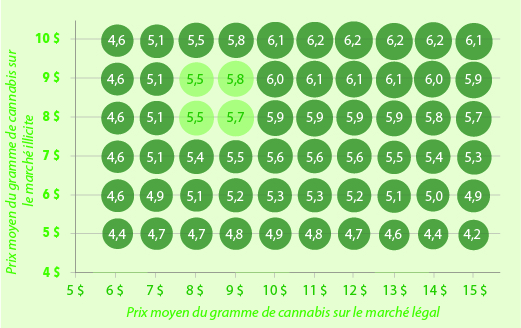 Prix moyen du gramme de cannabis sur
le marché illicite
10 $ 4,6 5,1 5,5 5,8 6,1 6,2 6,2 6,2 6,2 6,1
9 $ 4,6 5,1 5,5 5,8 6,0 6,1 6,1 6,1 6,0 5,9
8 $ 4,6 5,1 5,5 5,7 5,9 5,9 5,9 5,9 5,8 5,7
7 $ 4,6 5,1 5,4 5,5 5,6 5,6 5,6 5,5 5,4 5,3
6 $ 4,6 4,9 5,1 5,2 5,3 5,3 5,2 5,1 5,0 4,9
5 $ 4,4 4,7 4,7 4,8 4,9 4,8 4,7 4,6 4,4 4,2
4 $
5 $ 6 $ 7 $ 8 $ 9 $ 10 $ 11 $ 12 $ 13 $ 14 $ 15 $
Prix moyen du gramme de cannabis sur le marché légal